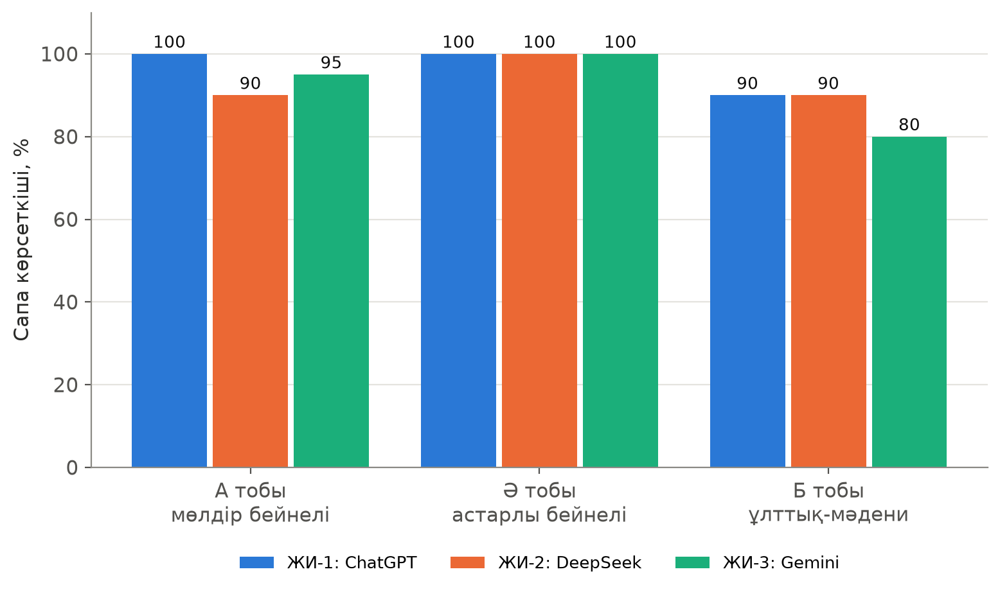 Сапа көрсеткіші, %
100
80
60
40
20
0
100
90
95
100
100
100
90
90
80
А тобы
мөлдір бейнелі
Ә тобы
астарлы бейнелі
Б тобы
ұлттық-мәдени
ЖИ-1: ChatGPT
ЖИ-2: DeepSeek
ЖИ-3: Gemini